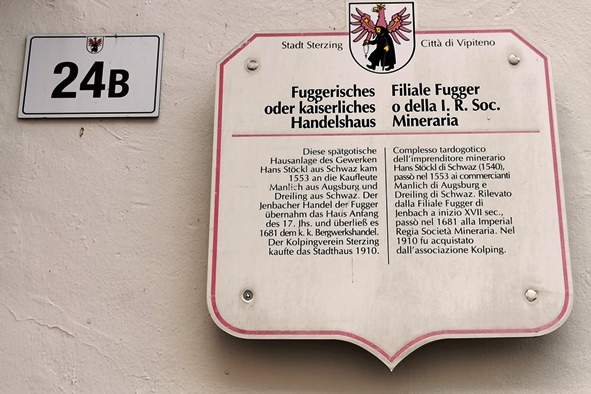 24B
Stadt Sterzing
Città di Vipiteno
Fuggerisches
oder kaiserliches
Handelshaus
Filiale Fugger
o della I. R. Soc.
Mineraria
Diese spätgotische
Hausanlage des Gewerken
Hans Stöckl aus Schwaz kam
1553 an die Kaufleute
Manlich aus Augsburg und
Dreiling aus Schwaz. Der
Jenbacher Handel der Fugger
übernahm das Haus Anfang
des 17. Jhs. und überließ es
1681 dem k. k. Bergwerkshandel.
Der Kolpingverein Sterzing
kaufte das Stadthaus 1910.
Complesso tardogotico
dell'imprenditore minerario
Hans Stöckl di Schwaz (1540),
passò nel 1553 ai commercianti
Manlich di Augsburg e
Dreiling di Schwaz. Rilevato
dalla Filiale Fugger di
Jenbach a inizio XVII sec.,
passò nel 1681 alla Imperial
Regia Società Mineraria. Nel
1910 fu acquistato
dall'associazione Kolping.